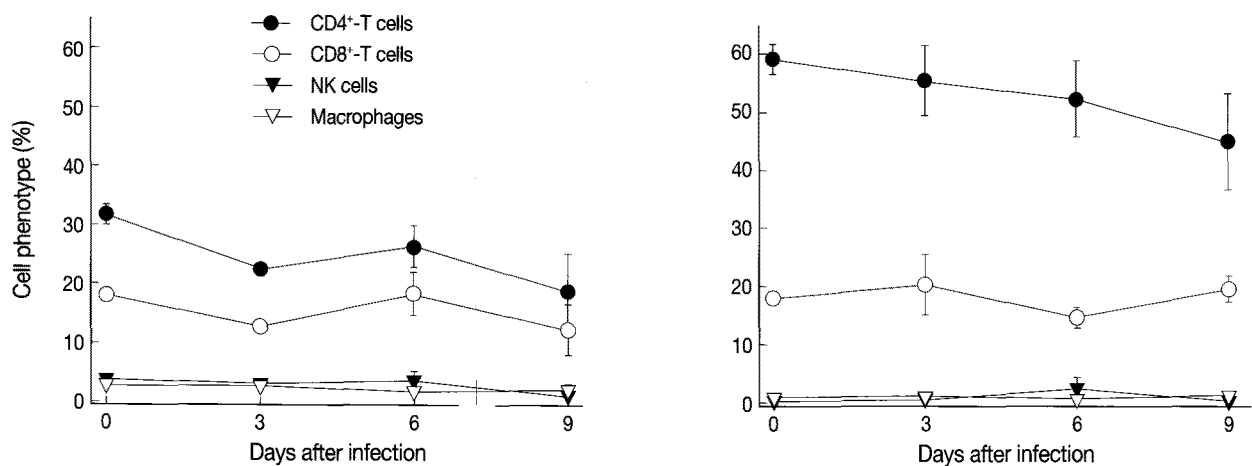 CD4⁺-T cells
CD8⁺-T cells
NK cells
Macrophages
Cell phenotype (%)
60
50
40
30
20
10
0
0 3 6 9
Days after infection
60
50
40
30
20
10
0
0 3 6 9
Days after infection